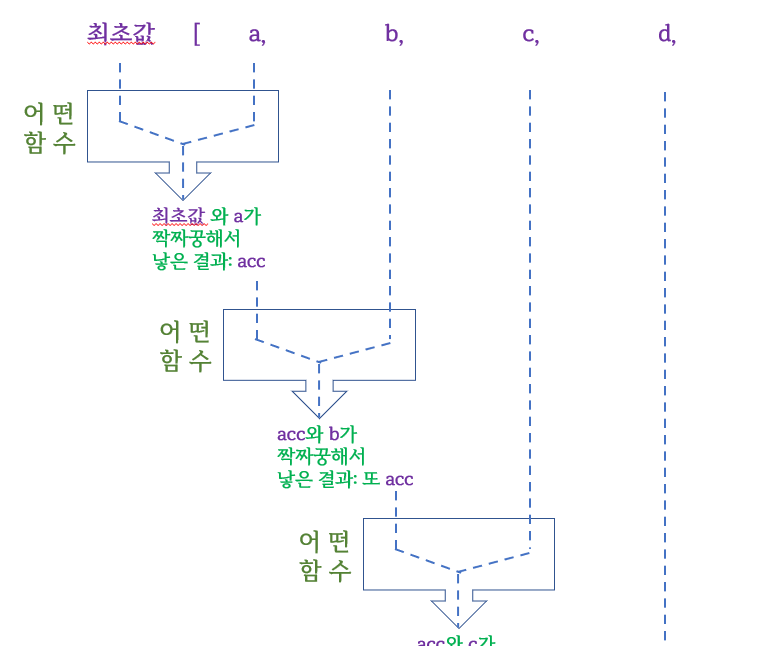 최초값 [ a, b, c, d,
어 떤
함 수
최초값 와 a가
짝짜꿍해서
낳은 결과: acc
어 떤
함 수
acc와 b가
짝짜꿍해서
낳은 결과: 또 acc
어 떤
함 수
acc와 c가